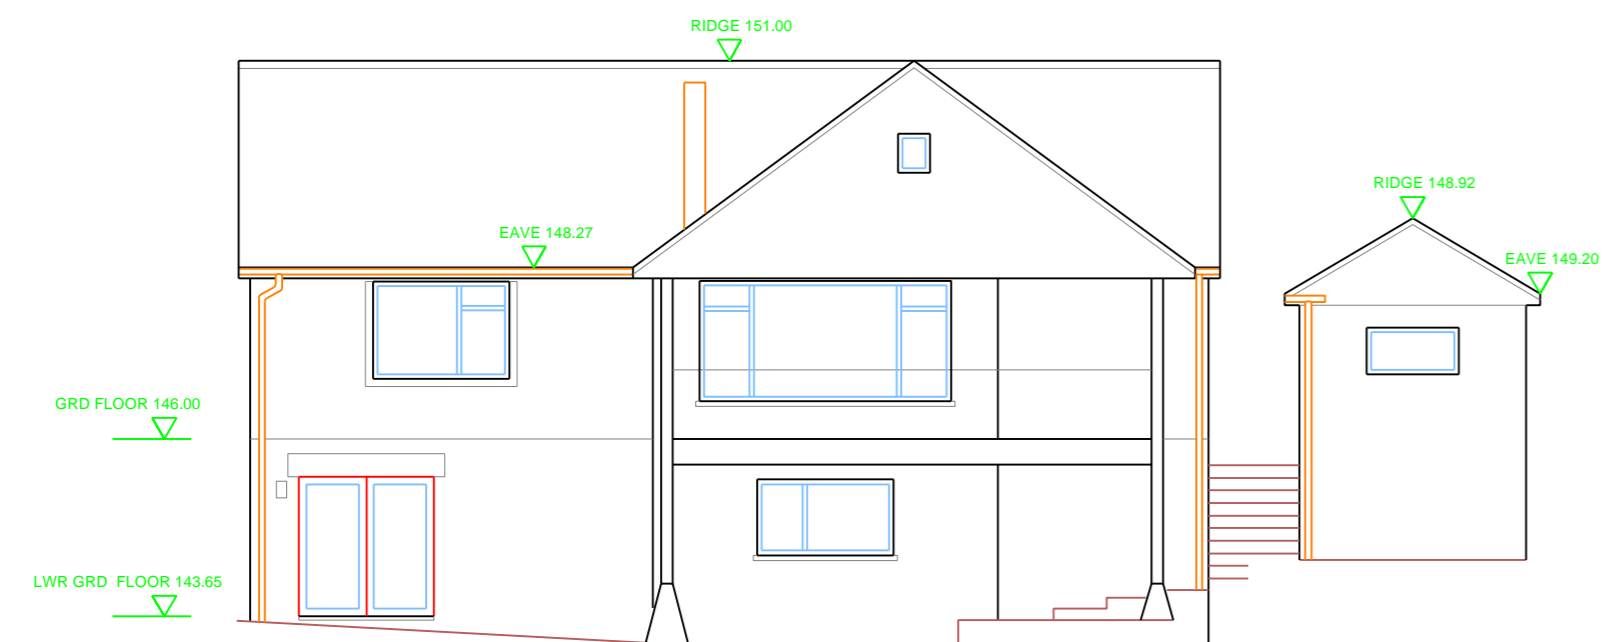 RIDGE 151.00
RIDGE 148.92
EAVE 148.27
EAVE 149.20
GRD FLOOR 146.00
LWR GRD  FLOOR 143.65